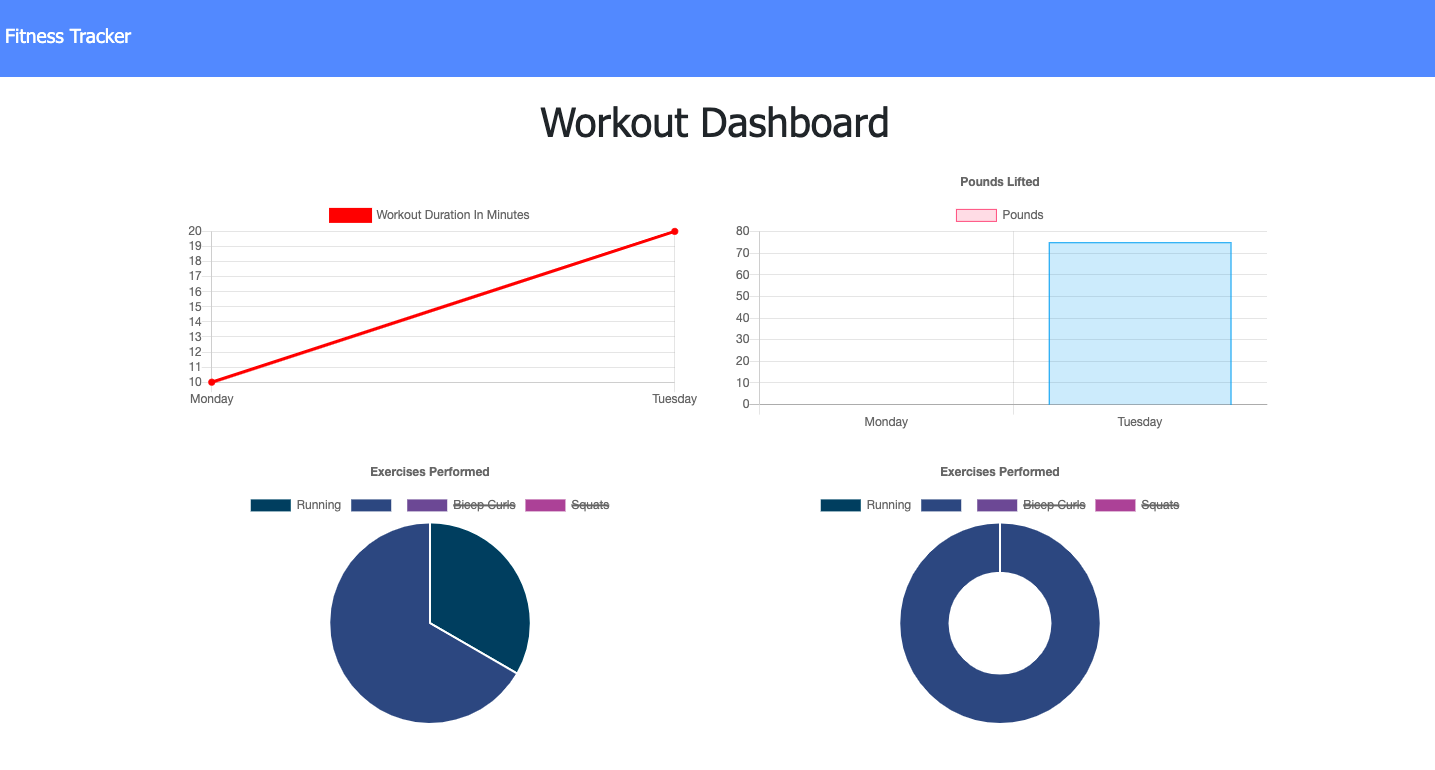 Fitness Tracker
Workout Dashboard
Workout Duration In Minutes
20
19
18
17
16
15
14
13
12
11
10
Monday Tuesday
Pounds Lifted
Pounds
80
70
60
50
40
30
20
10
0
Monday Tuesday
Exercises Performed
Running Bicep Curls Squats
Exercises Performed
Running Bicep Curls Squats